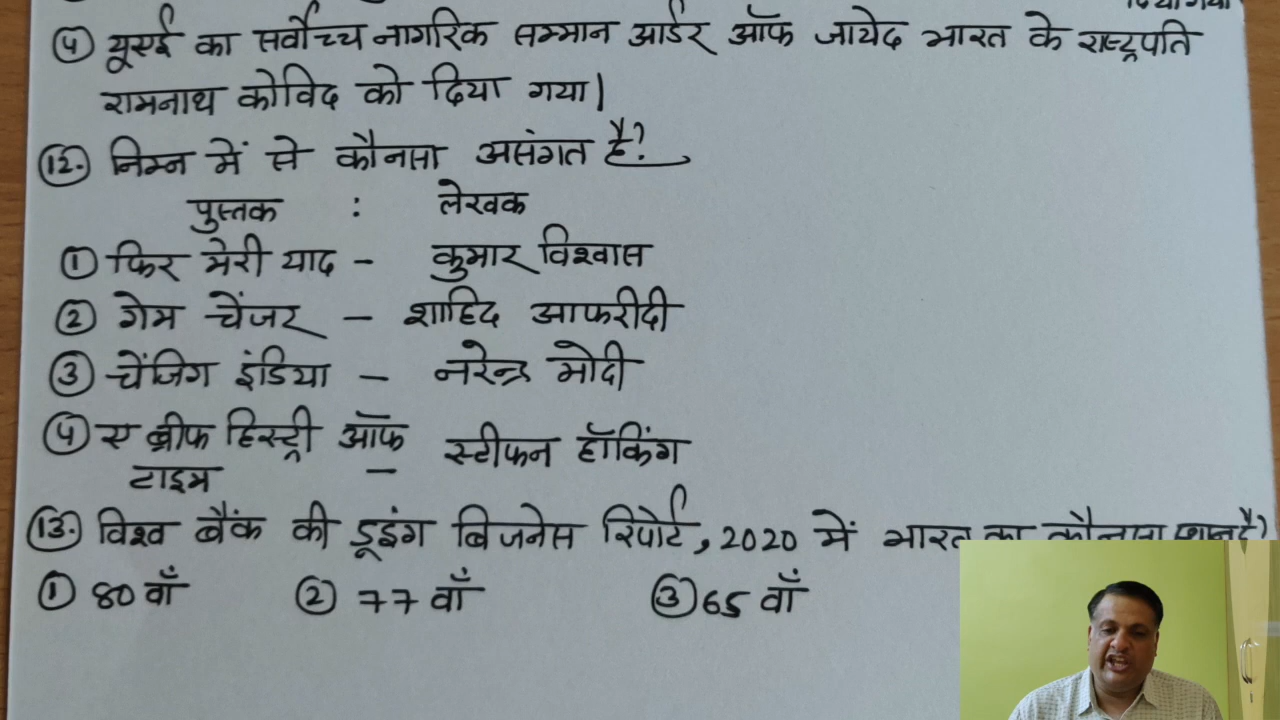 ④ यूएई का सर्वोच्च नागरिक सम्मान आर्डर ऑफ जायेद भारत के राष्ट्रपति
रामनाथ कोविद को दिया गया।
⑫. निम्न में से कौनसा असंगत है?
पुस्तक : लेखक
① फिर मेरी याद - कुमार विश्वास
② गेम चेंजर - शाहिद आफरीदी
③ चेंजिग इंडिया - नरेन्द्र मोदी
④ ए ब्रीफ हिस्ट्री ऑफ स्टीफन हॉकिंग
टाइम -
⑬. विश्व बैंक की डूइंग बिजनेस रिपोर्ट, 2020 में भारत का कौनसा स्थान है?
① 80 वाँ ② 77 वाँ ③ 65 वाँ